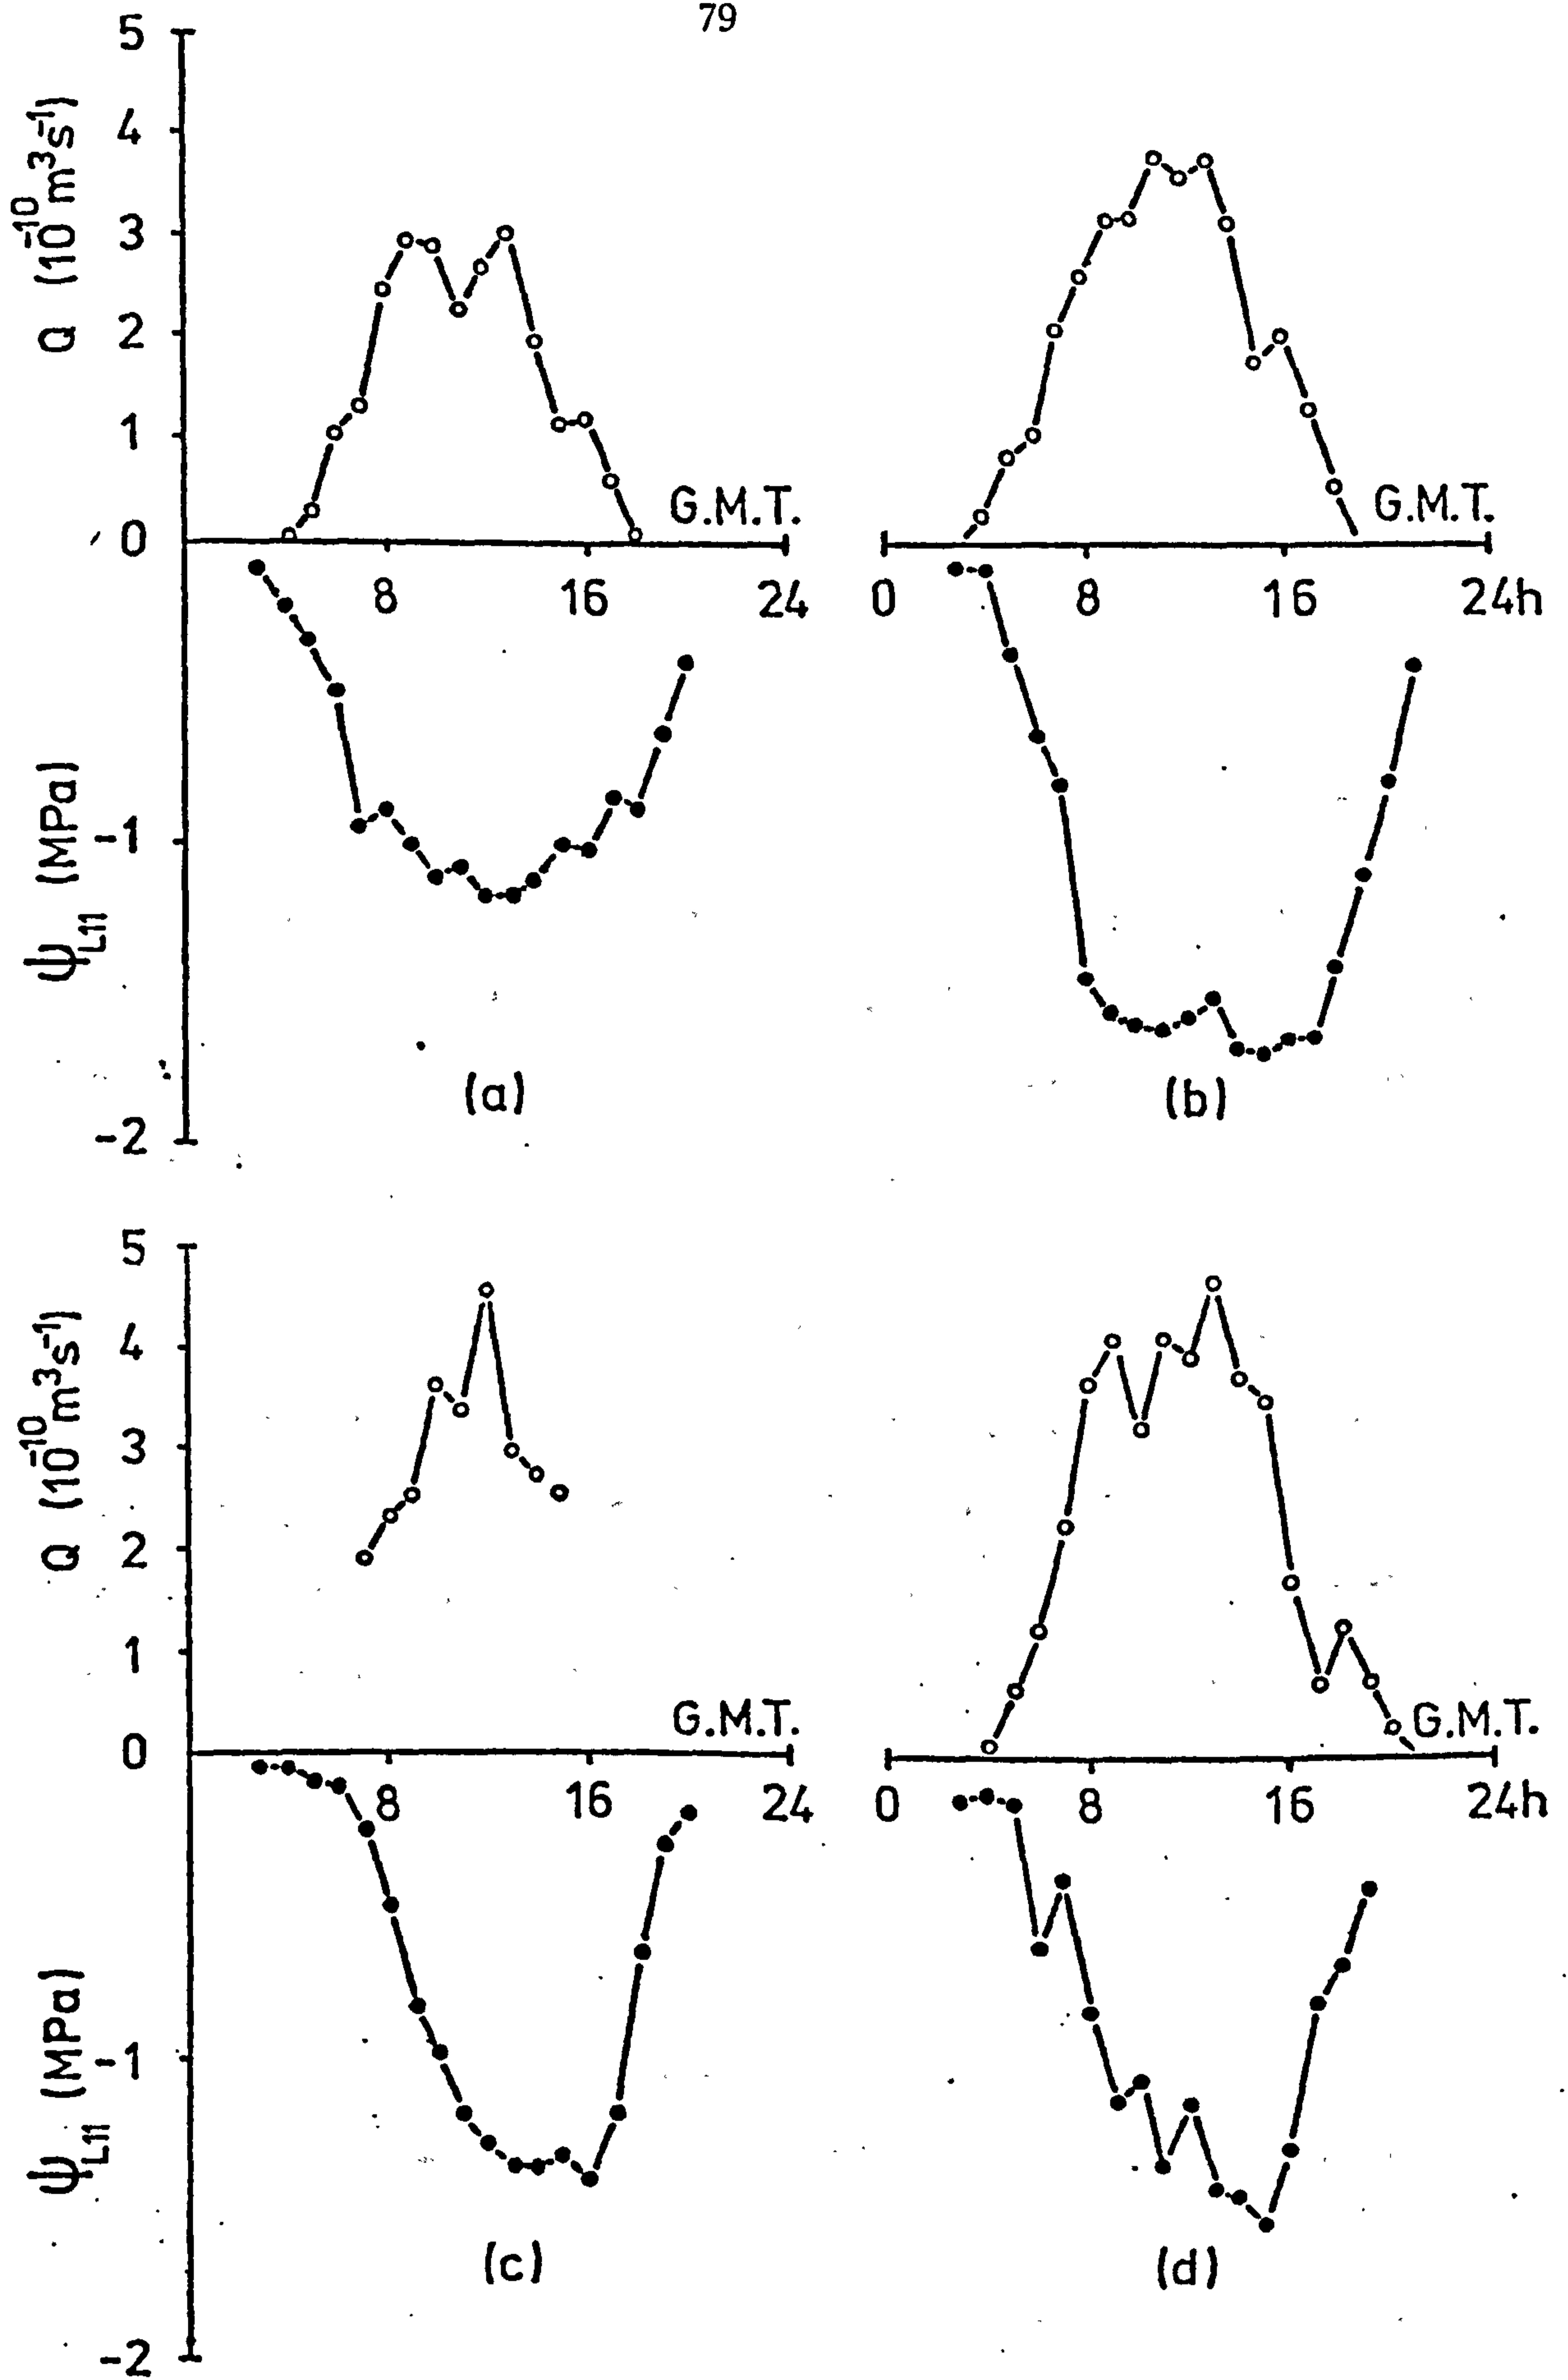 79
5
4
3
2
1
0
Q (10⁻¹⁰ m³s⁻¹)
G.M.T.
8
16
24
-1
-2
ψL11 (MPa)
(a)
G.M.T.
0
8
16
24h
(b)
5
4
3
2
1
0
Q (10⁻¹⁰ m³s⁻¹)
G.M.T.
8
16
24
-1
-2
ψL11 (MPa)
(c)
G.M.T.
0
8
16
24h
(d)